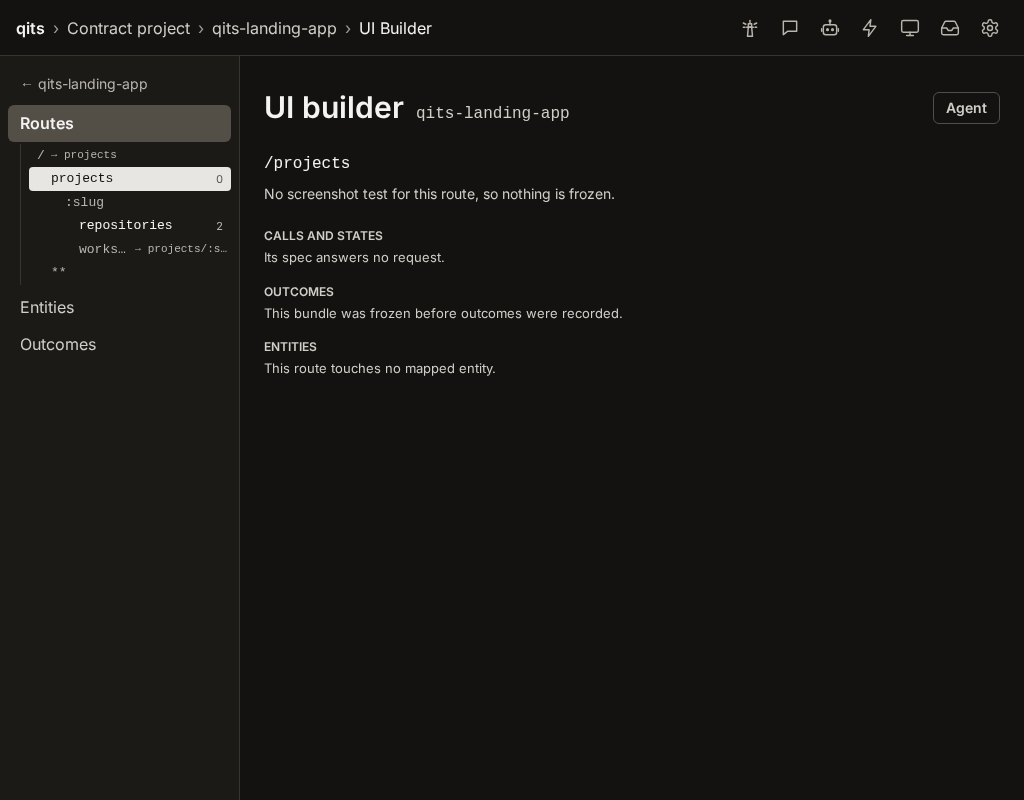 qits › Contract project › qits-landing-app › UI Builder
← qits-landing-app
Routes
/ → projects
projects 0
:slug
repositories 2
works… → projects/:s…
**
Entities
Outcomes
UI builder qits-landing-app
Agent
/projects
No screenshot test for this route, so nothing is frozen.
CALLS AND STATES
Its spec answers no request.
OUTCOMES
This bundle was frozen before outcomes were recorded.
ENTITIES
This route touches no mapped entity.